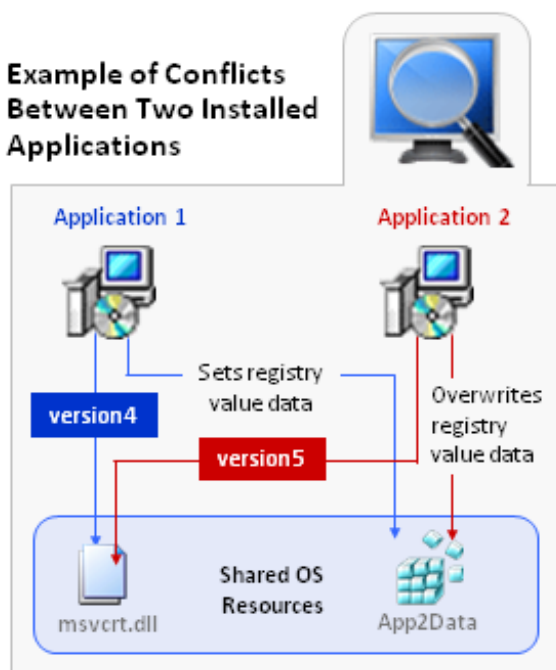 Example of Conflicts
Between Two Installed
Applications
Application 1
Application 2
Sets registry
value data
version4
Overwrites
registry
value data
version5
Shared OS
Resources
msvcrt.dll
App2Data